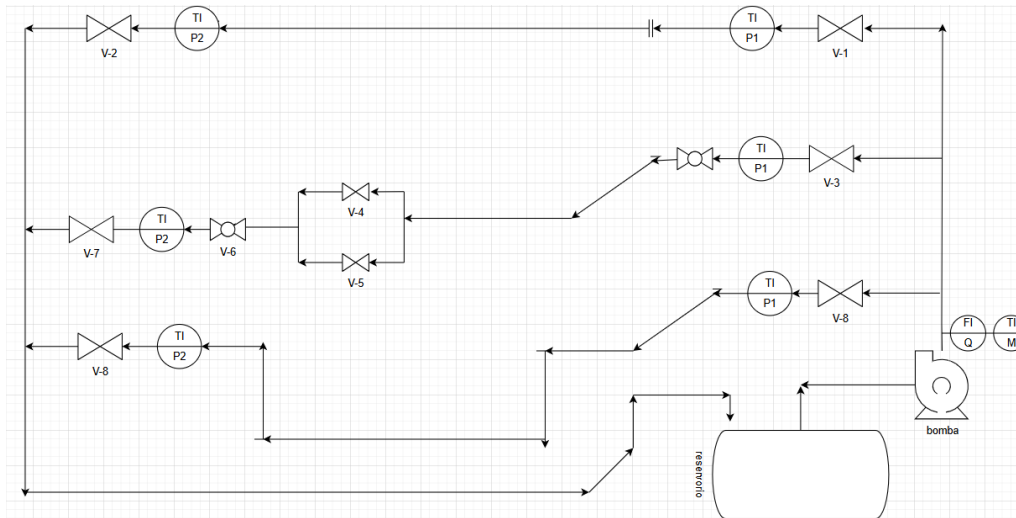 TI
P2
V-2
TI
P1
V-1
TI
P1
V-3
V-4
TI
P2
V-7
V-6
V-5
TI
P1
V-8
TI
P2
V-8
FI
Q
TI
M
bomba
reservorio